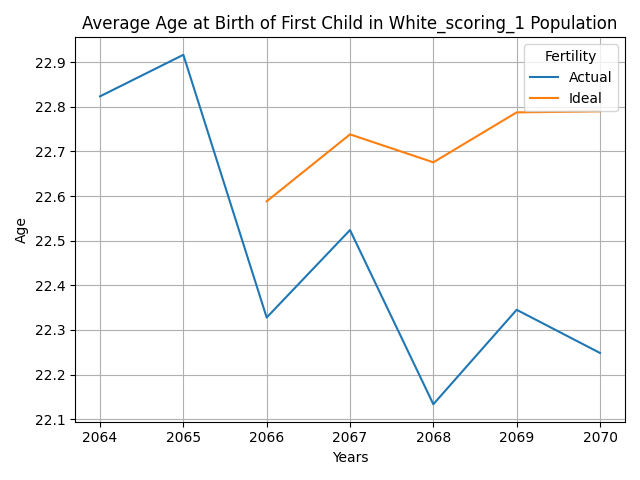 Average Age at Birth of First Child in White_scoring_1 Population
Fertility
Actual
Ideal
22.9
22.8
22.7
22.6
22.5
22.4
22.3
22.2
22.1
Age
2064 2065 2066 2067 2068 2069 2070
Years